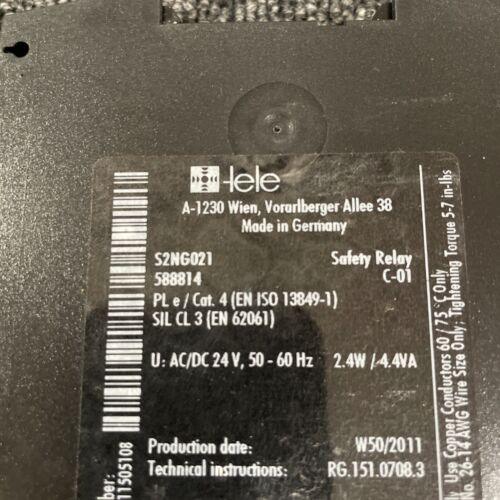 tele
A-1230 Wien, Vorarlberger Allee 38
Made in Germany
S2NG021 Safety Relay
588814 C-01
PL e / Cat. 4 (EN ISO 13849-1)
SIL CL 3 (EN 62061)
U: AC/DC 24 V, 50 - 60 Hz 2.4W / 4.4VA
Production date: W50/2011
Technical instructions: RG.151.0708.3
Use Copper Conductors 60 / 75 °C Only
No. 26-14 AWG Wire Size Only; Tightening Torque 5-7 in-lbs
11505108